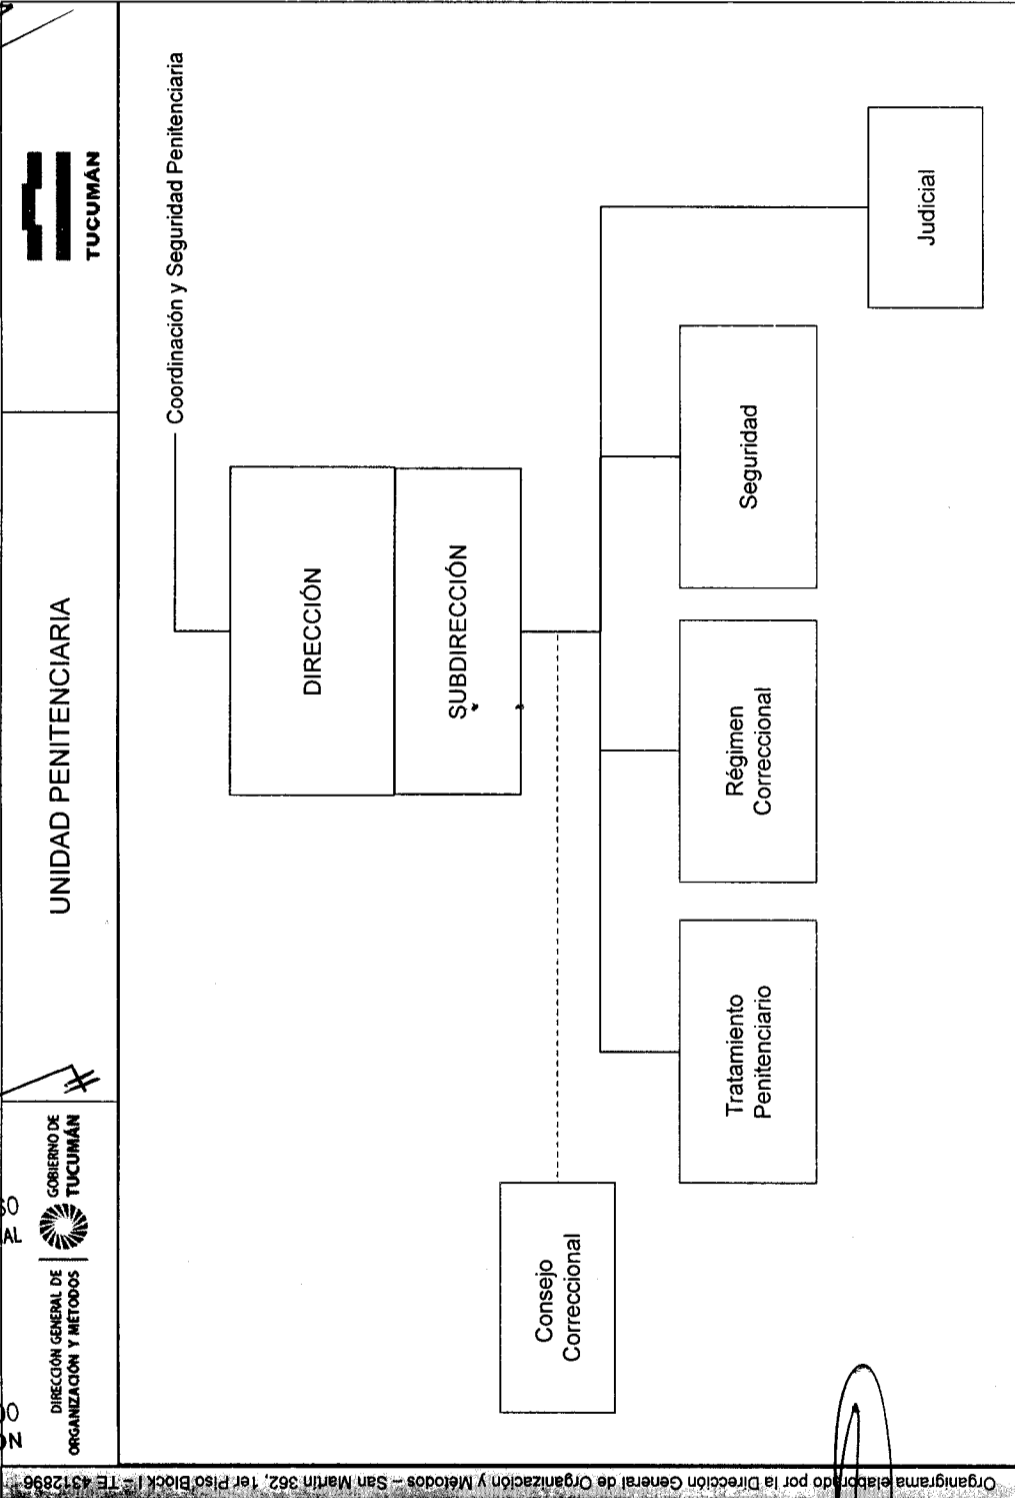 DIRECCIÓN GENERAL DE
ORGANIZACIÓN Y MÉTODOS
GOBIERNO DE
TUCUMÁN
UNIDAD PENITENCIARIA
TUCUMÁN
Coordinación y Seguridad Penitenciaria
DIRECCIÓN
SUBDIRECCIÓN
Consejo
Correccional
Tratamiento
Penitenciario
Régimen
Correccional
Seguridad
Judicial
Organigrama elaborado por la Dirección General de Organización y Métodos – San Martín 362, 1er Piso Block I – TE 4312896